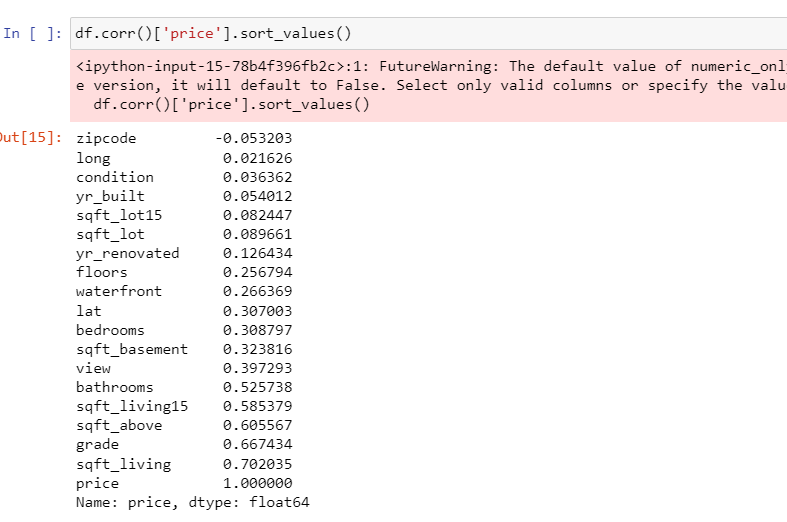 In [ ]: df.corr()['price'].sort_values()
<ipython-input-15-78b4f396fb2c>:1: FutureWarning: The default value of numeric_onl
e version, it will default to False. Select only valid columns or specify the valu
df.corr()['price'].sort_values()
Out[15]: zipcode -0.053203
long 0.021626
condition 0.036362
yr_built 0.054012
sqft_lot15 0.082447
sqft_lot 0.089661
yr_renovated 0.126434
floors 0.256794
waterfront 0.266369
lat 0.307003
bedrooms 0.308797
sqft_basement 0.323816
view 0.397293
bathrooms 0.525738
sqft_living15 0.585379
sqft_above 0.605567
grade 0.667434
sqft_living 0.702035
price 1.000000
Name: price, dtype: float64